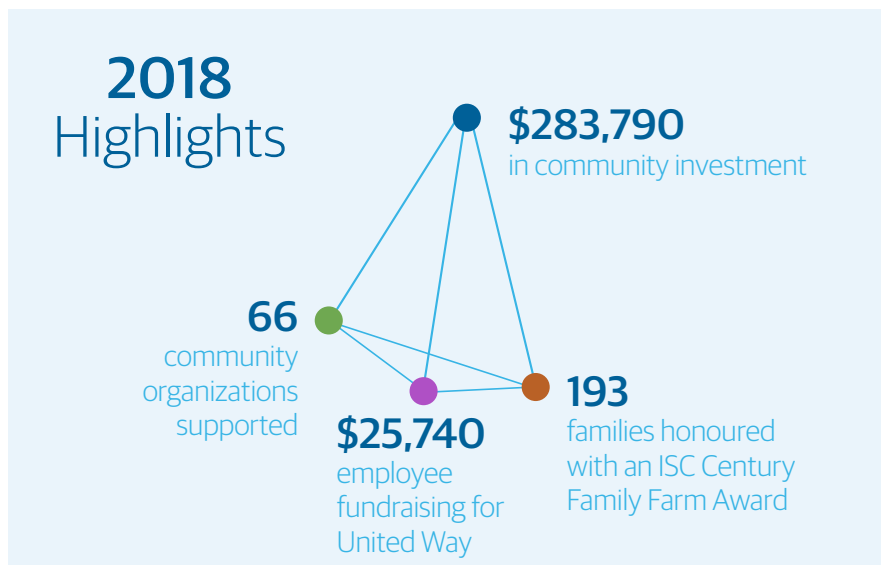 2018
Highlights
$283,790
in community investment
66
community
organizations
supported
$25,740
employee
fundraising for
United Way
193
families honoured
with an ISC Century
Family Farm Award